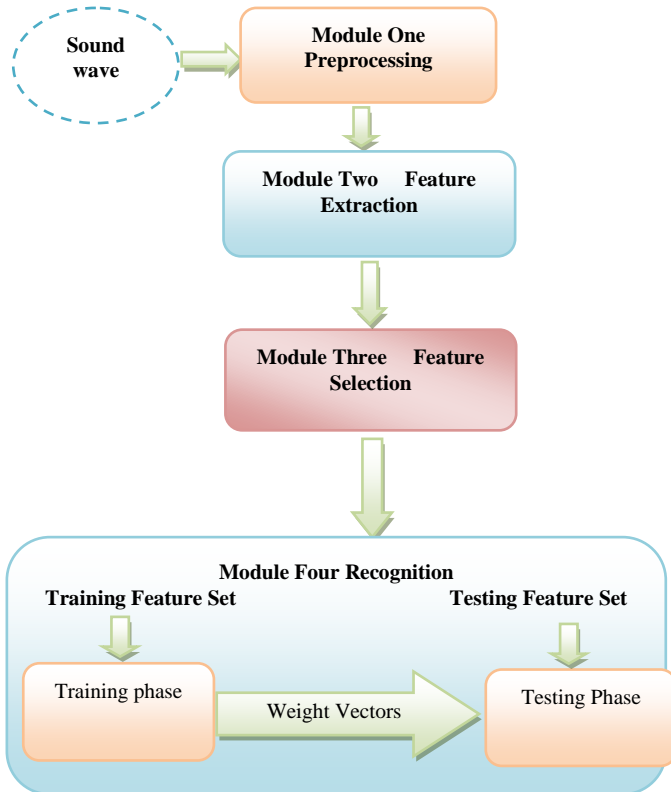 Sound
wave
Module One
Preprocessing
Module Two Feature
Extraction
Module Three Feature
Selection
Module Four Recognition
Training Feature Set
Testing Feature Set
Training phase
Weight Vectors
Testing Phase